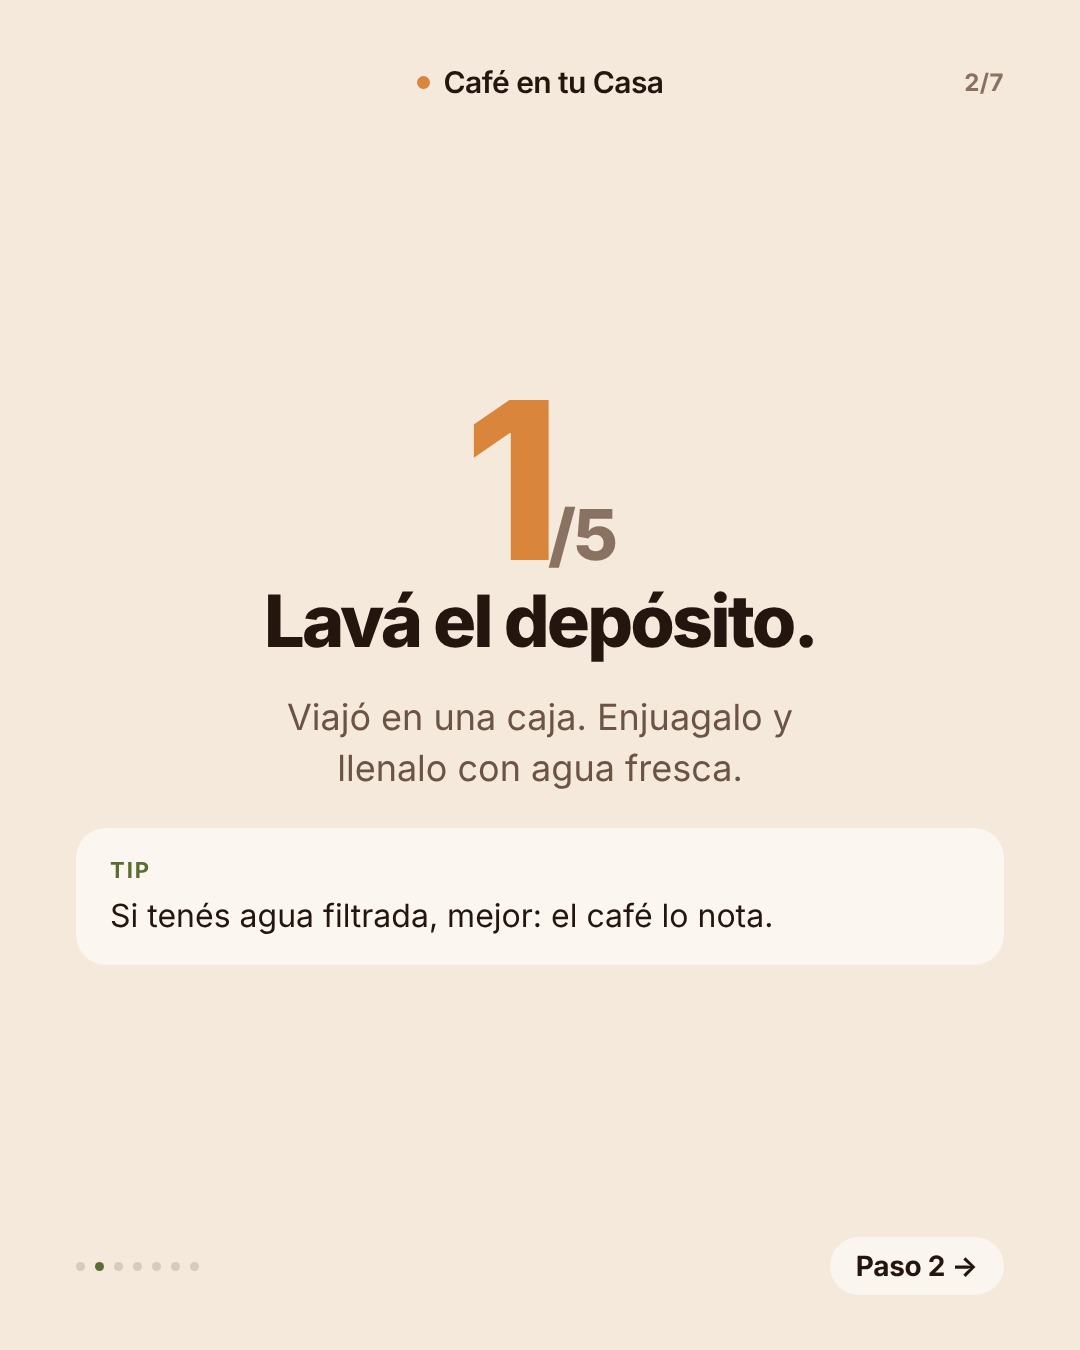 Café en tu Casa
2/7
1/5
Lavá el depósito.
Viajó en una caja. Enjuagalo y
llenalo con agua fresca.
TIP
Si tenés agua filtrada, mejor: el café lo nota.
Paso 2 →